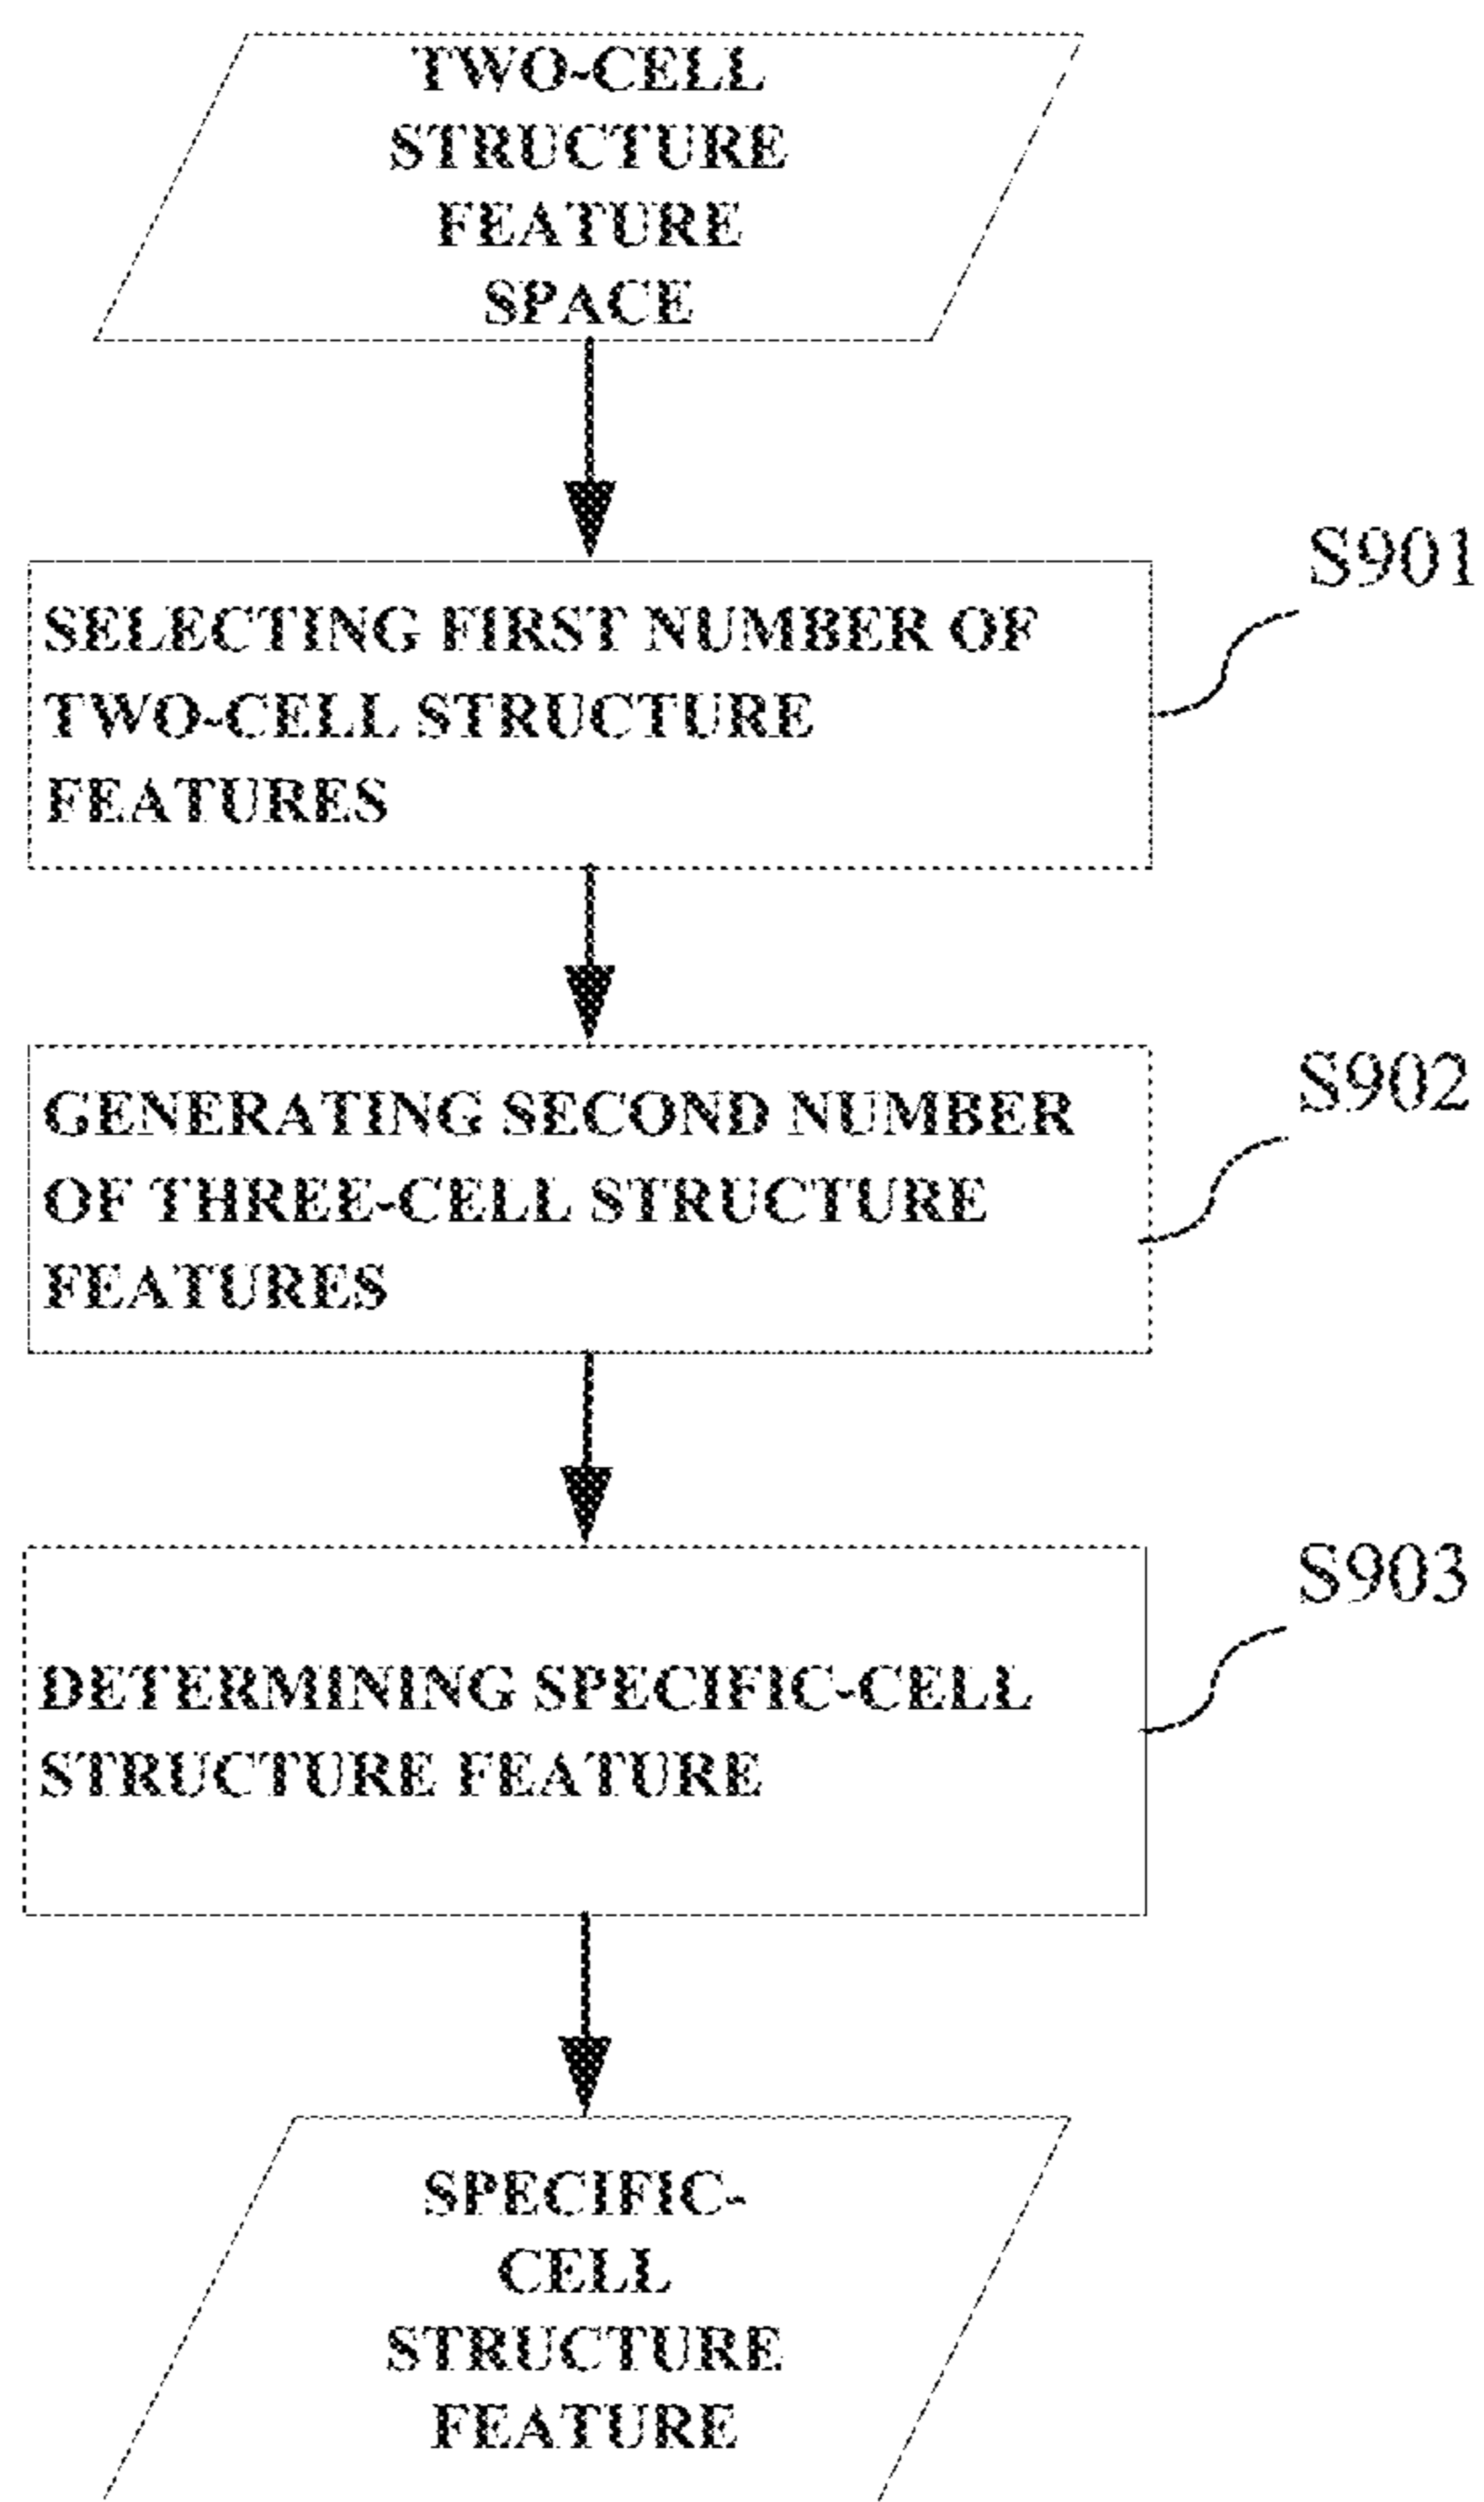 TWO-CELL
STRUCTURE
FEATURE
SPACE
S901
SELECTING FIRST NUMBER OF
TWO-CELL STRUCTURE
FEATURES
S902
GENERATING SECOND NUMBER
OF THREE-CELL STRUCTURE
FEATURES
S903
DETERMINING SPECIFIC-CELL
STRUCTURE FEATURE
SPECIFIC-
CELL
STRUCTURE
FEATURE